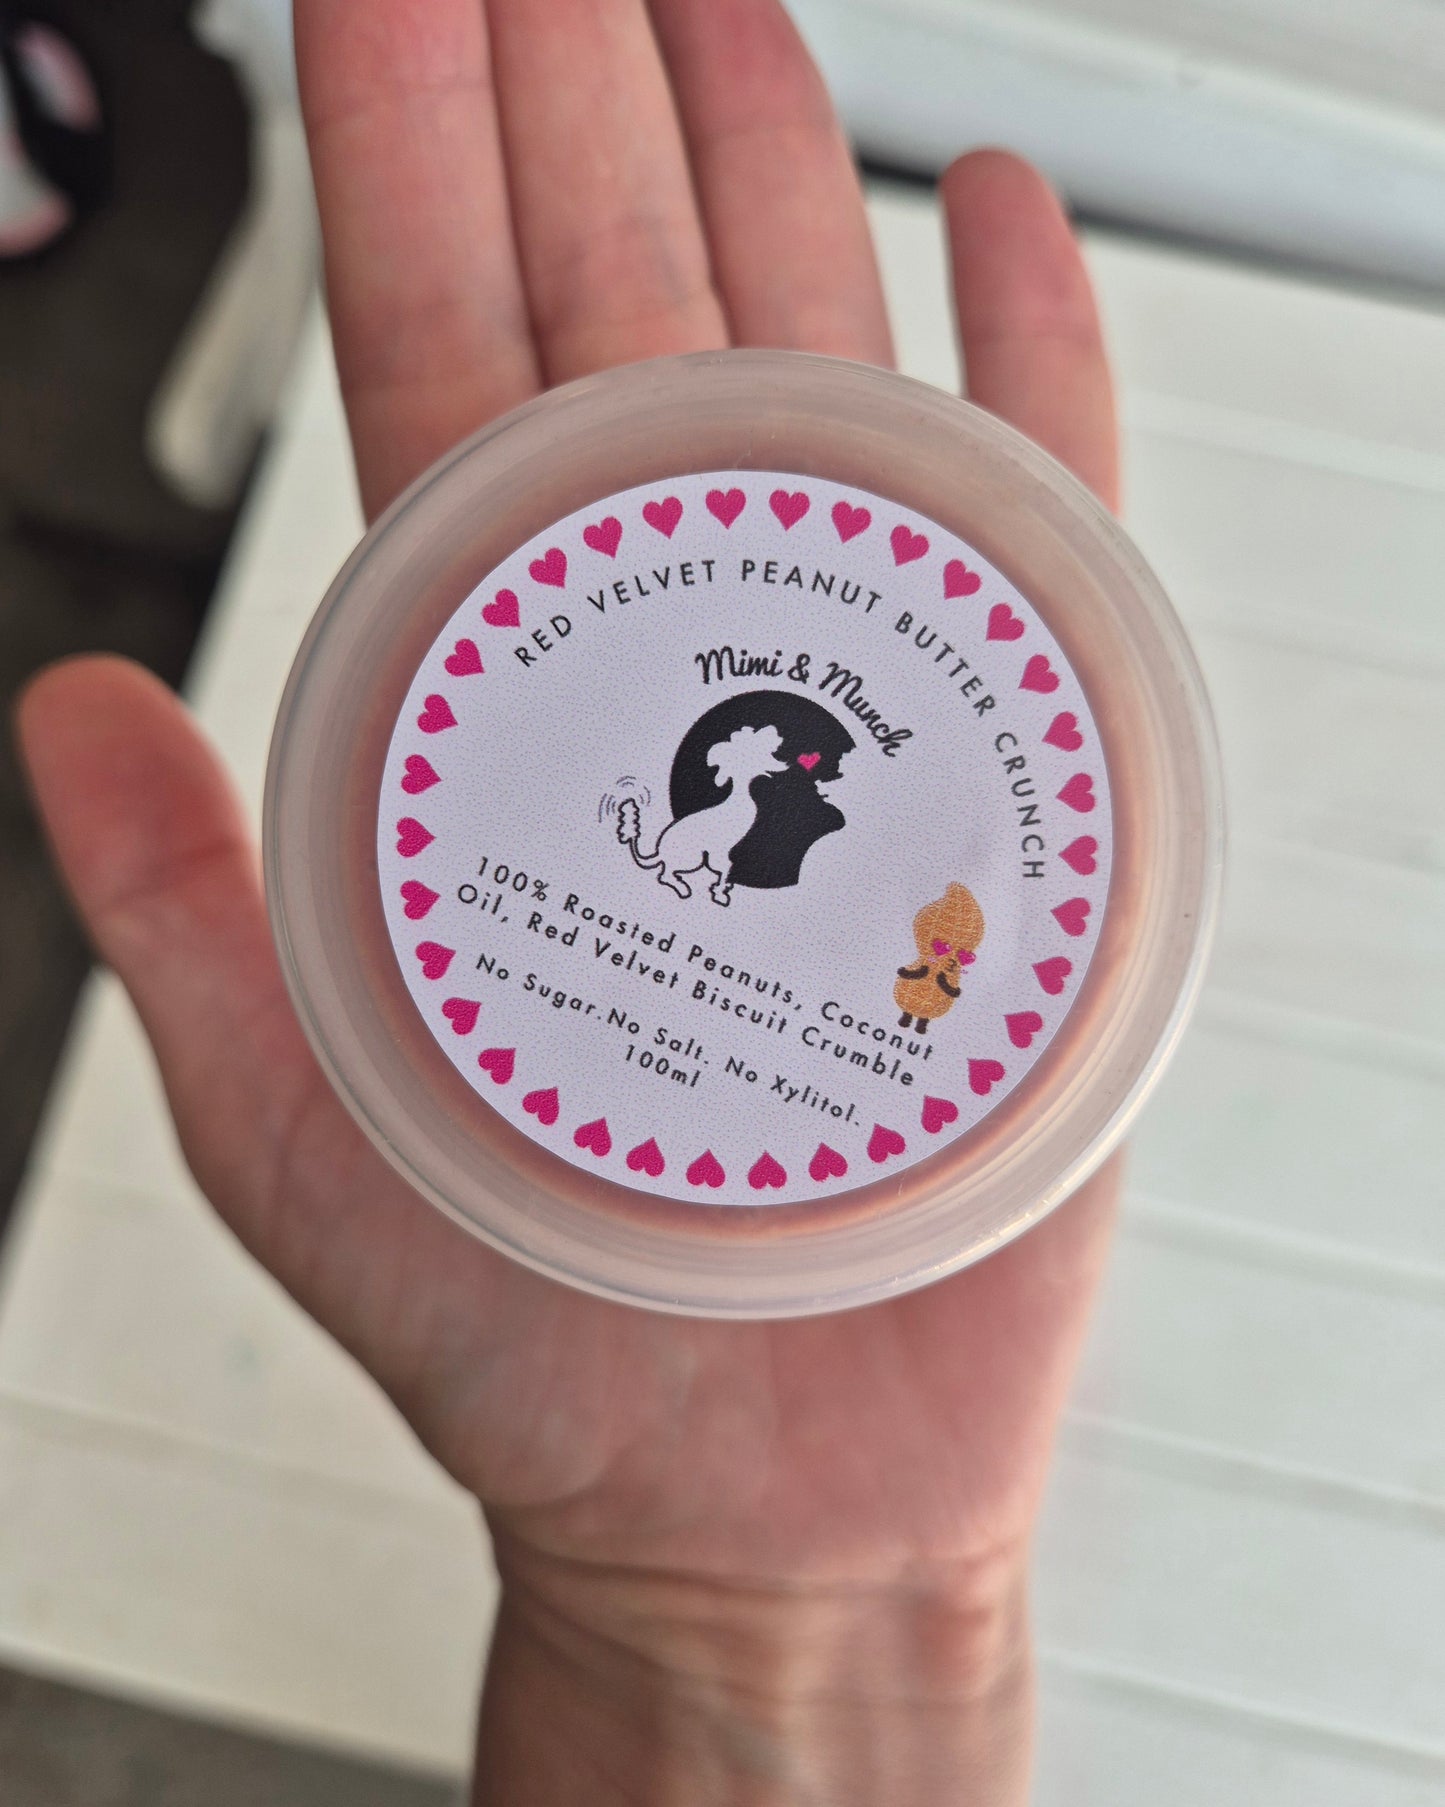 RED VELVET PEANUT BUTTER CRUNCH
Mimi & Munch
100% Roasted Peanuts, Coconut
Oil, Red Velvet Biscuit Crumble
No Sugar.No Salt. No Xylitol.
100ml